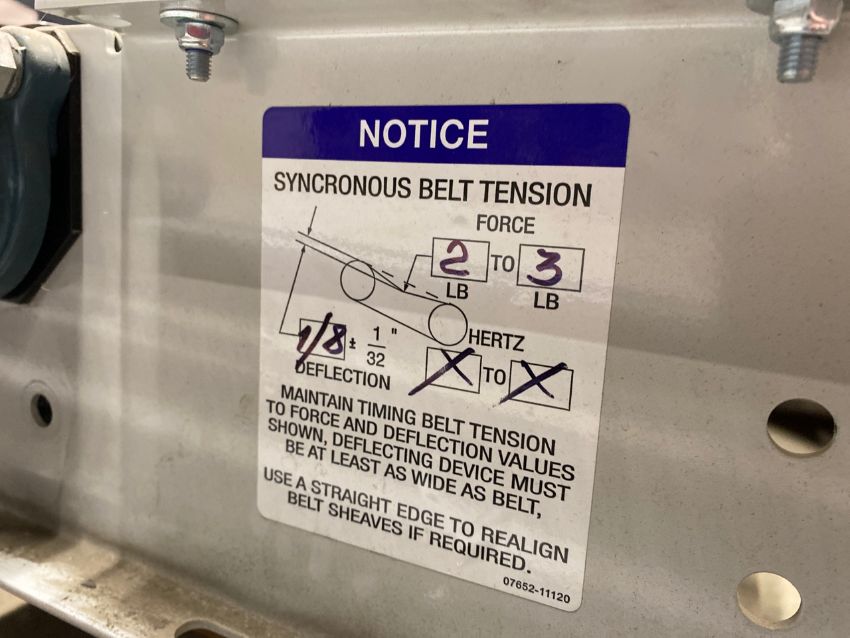 NOTICE
SYNCRONOUS BELT TENSION
FORCE
2 TO 3
LB LB
HERTZ
1/8 ± 1/32 "
DEFLECTION
X TO X
MAINTAIN TIMING BELT TENSION
TO FORCE AND DEFLECTION VALUES
SHOWN, DEFLECTING DEVICE MUST
BE AT LEAST AS WIDE AS BELT,
USE A STRAIGHT EDGE TO REALIGN
BELT SHEAVES IF REQUIRED.
07652-11120